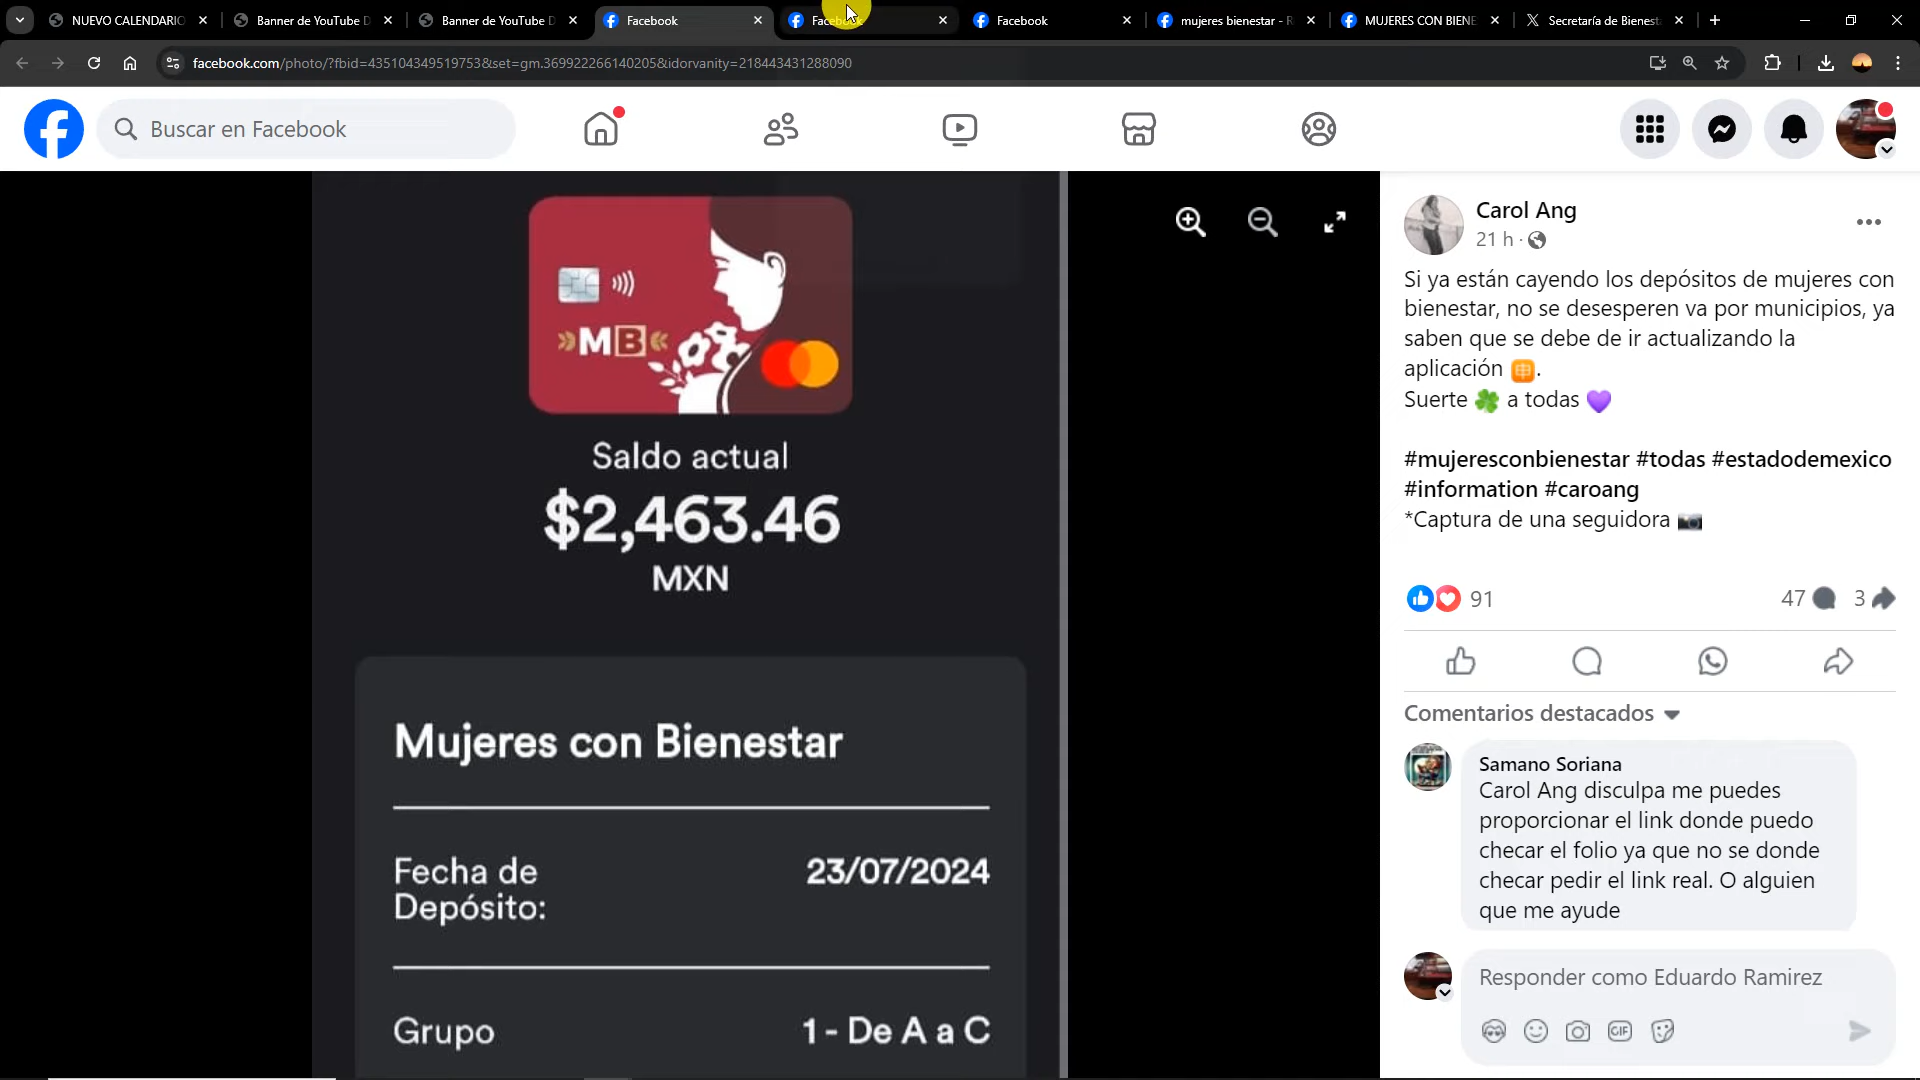 NUEVO CALENDARIO
Banner de YouTube D
Banner de YouTube D
Facebook
Facebook
mujeres bienestar - R
MUJERES CON BIENE
Secretaría de Bienest
facebook.com/photo/?fbid=435104349519753&set=gm.369922266140205&idorvanity=218443431288090
Buscar en Facebook
MB
Saldo actual
$2,463.46
MXN
Mujeres con Bienestar
Fecha de
Depósito:
23/07/2024
Grupo
1 - De A a C
Carol Ang
21 h ·
Si ya están cayendo los depósitos de mujeres con
bienestar, no se desesperen va por municipios, ya
saben que se debe de ir actualizando la
aplicación 🈸.
Suerte 🍀 a todas 💜
#mujeresconbienestar #todas #estadodemexico
#information #caroang
*Captura de una seguidora 📷
91
47
3
Comentarios destacados
Samano Soriana
Carol Ang disculpa me puedes
proporcionar el link donde puedo
checar el folio ya que no se donde
checar pedir el link real. O alguien
que me ayude
Responder como Eduardo Ramirez
GIF